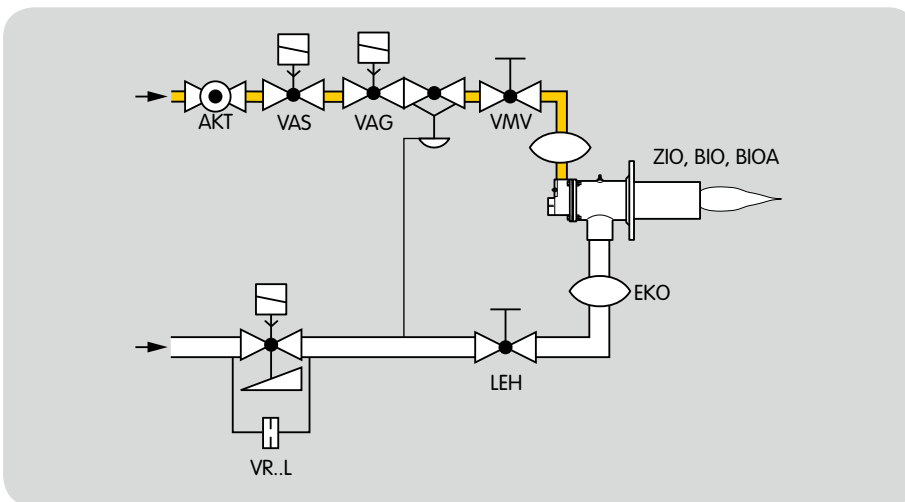 AKT
VAS
VAG
VMV
ZIO, BIO, BIOA
EKO
LEH
VR..L